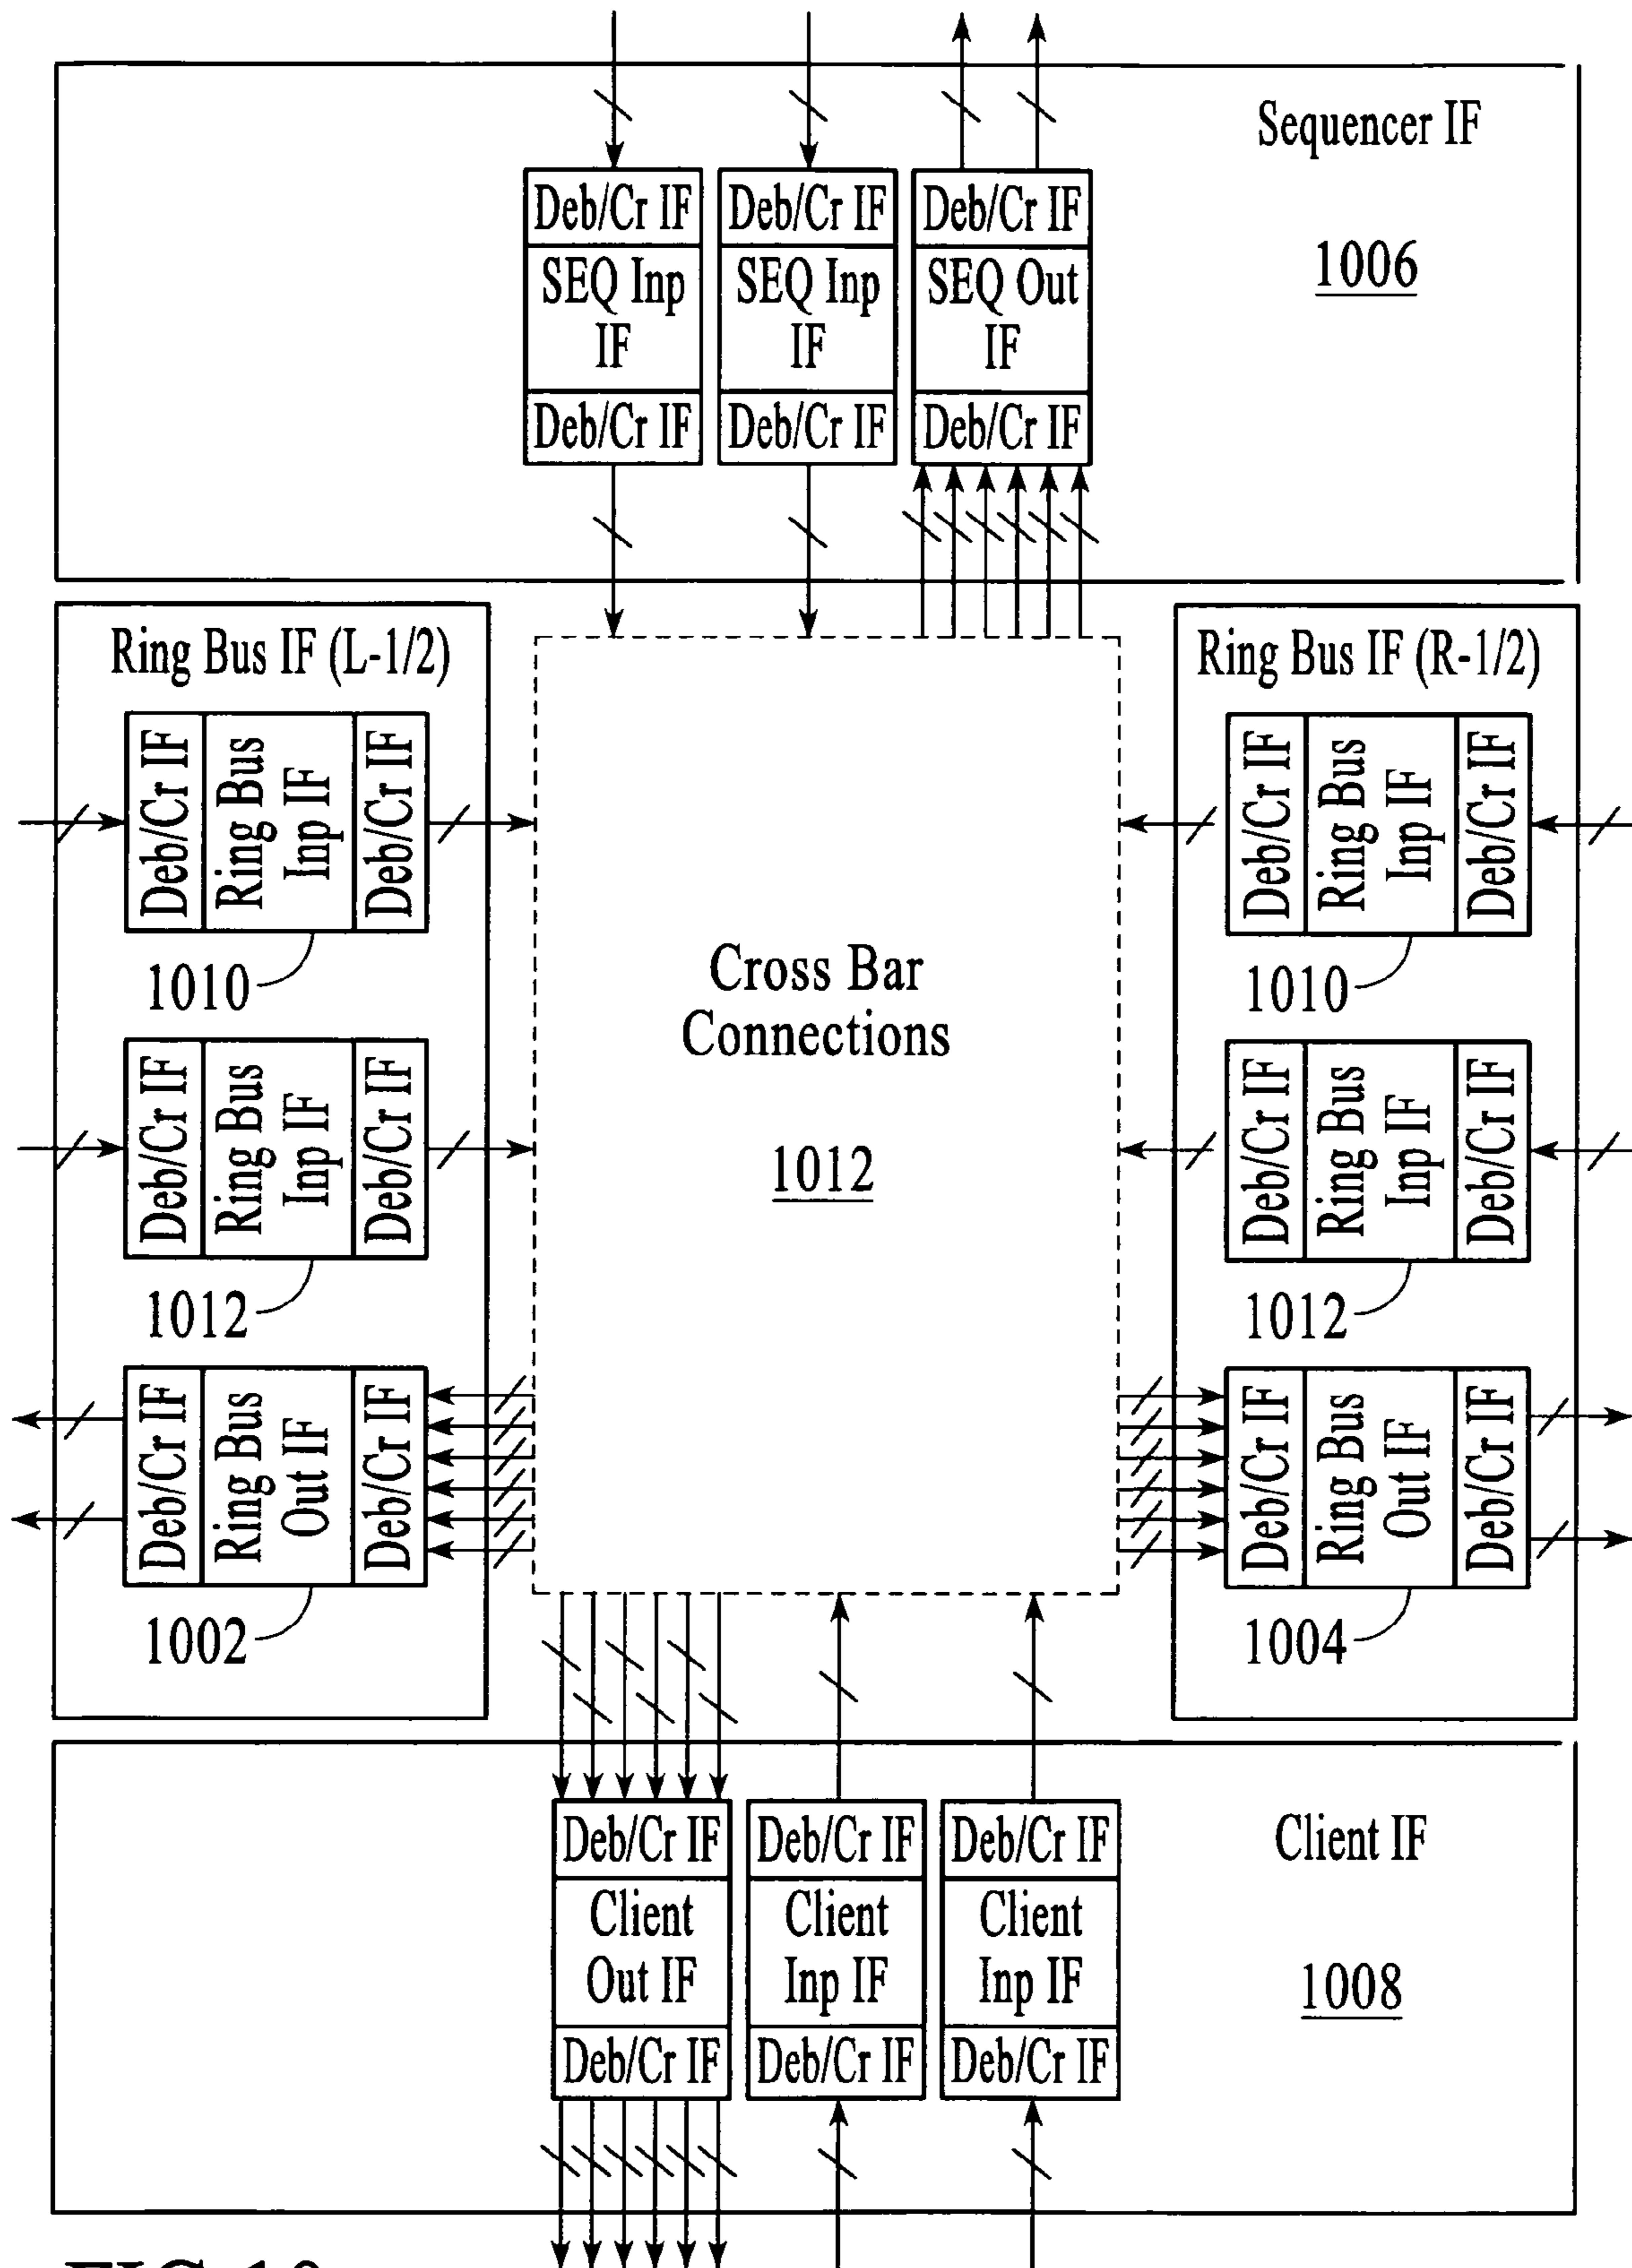 Sequencer IF
1006
Deb/Cr IF
SEQ Inp
IF
Deb/Cr IF
Deb/Cr IF
SEQ Inp
IF
Deb/Cr IF
Deb/Cr IF
SEQ Out
IF
Deb/Cr IF
Ring Bus IF (L-1/2)
Deb/Cr IF
Ring Bus
Inp IF
Deb/Cr IF
1010
Deb/Cr IF
Ring Bus
Inp IF
Deb/Cr IF
1012
Deb/Cr IF
Ring Bus
Out IF
Deb/Cr IF
1002
Cross Bar
Connections
1012
Ring Bus IF (R-1/2)
Deb/Cr IF
Ring Bus
Inp IF
Deb/Cr IF
1010
Deb/Cr IF
Ring Bus
Inp IF
Deb/Cr IF
1012
Deb/Cr IF
Ring Bus
Out IF
Deb/Cr IF
1004
Deb/Cr IF
Client
Out IF
Deb/Cr IF
Deb/Cr IF
Client
Inp IF
Deb/Cr IF
Deb/Cr IF
Client
Inp IF
Deb/Cr IF
Client IF
1008